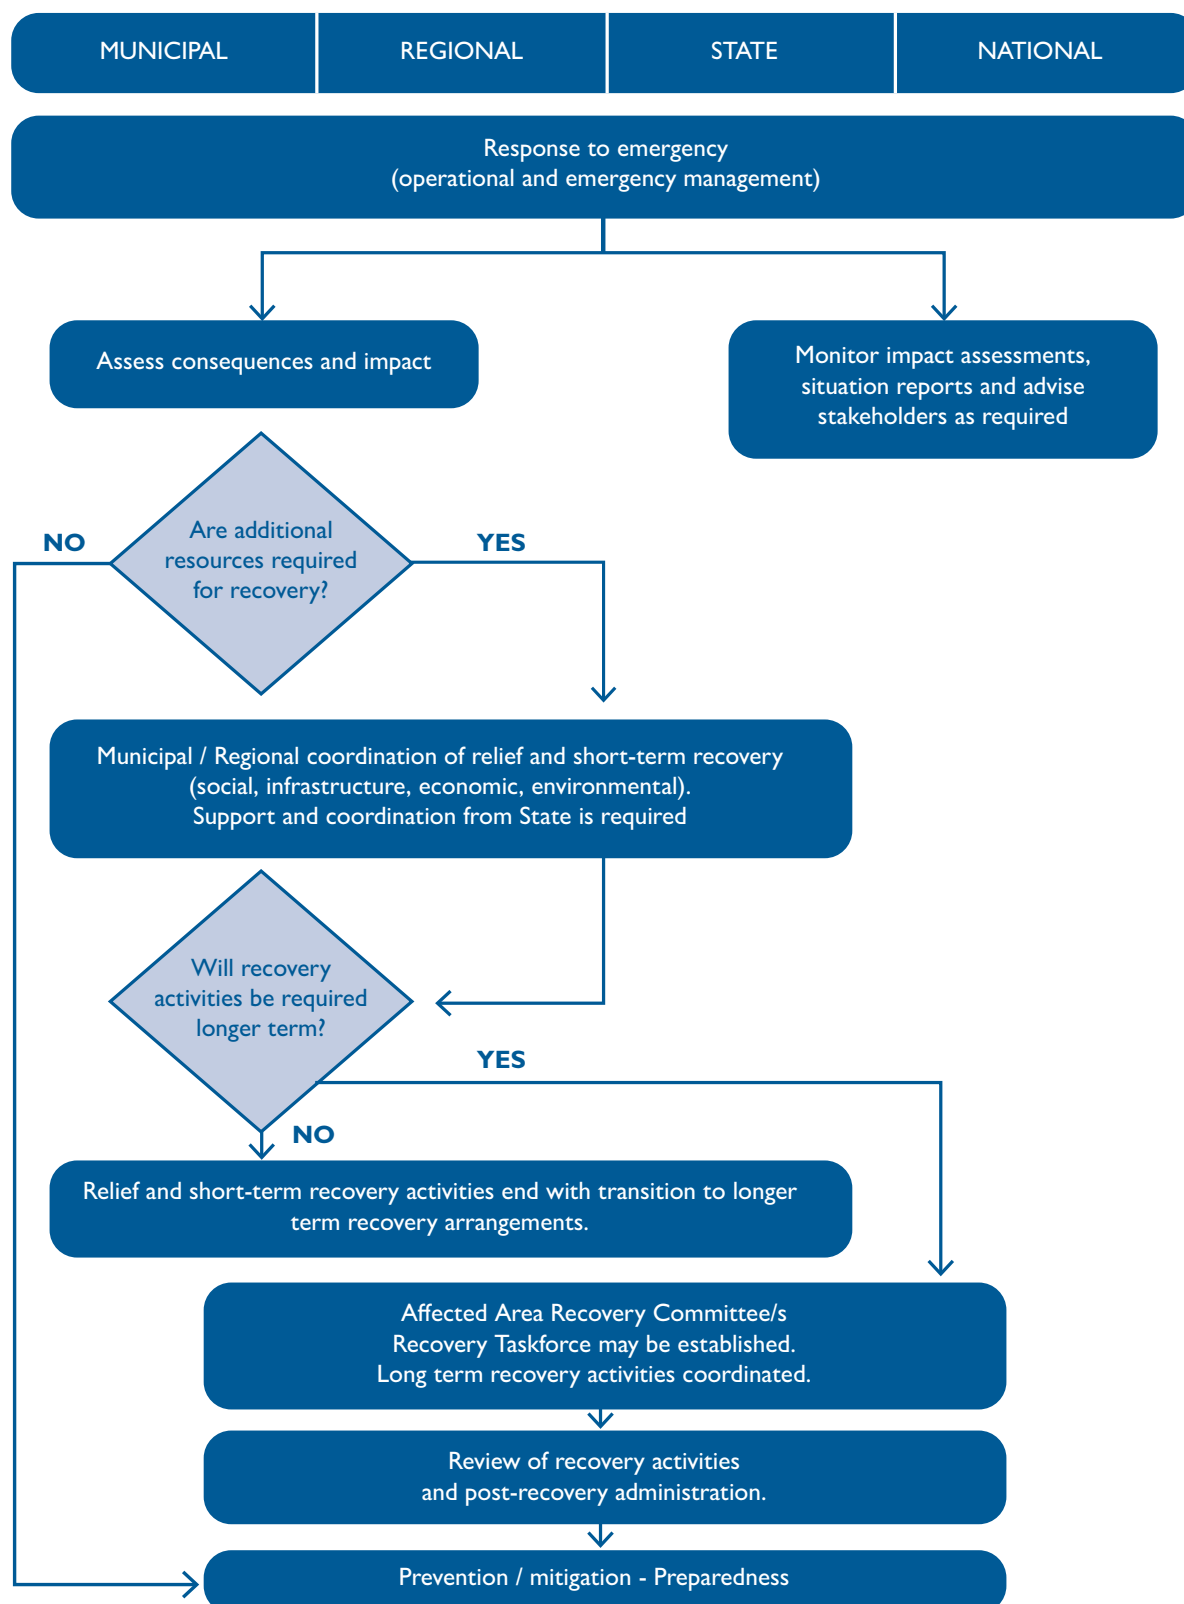 MUNICIPAL
REGIONAL
STATE
NATIONAL
Response to emergency
(operational and emergency management)
Assess consequences and impact
Monitor impact assessments,
situation reports and advise
stakeholders as required
Are additional
resources required
for recovery?
NO
YES
Municipal / Regional coordination of relief and short-term recovery
(social, infrastructure, economic, environmental).
Support and coordination from State is required
Will recovery
activities be required
longer term?
YES
NO
Relief and short-term recovery activities end with transition to longer
term recovery arrangements.
Affected Area Recovery Committee/s
Recovery Taskforce may be established.
Long term recovery activities coordinated.
Review of recovery activities
and post-recovery administration.
Prevention / mitigation - Preparedness